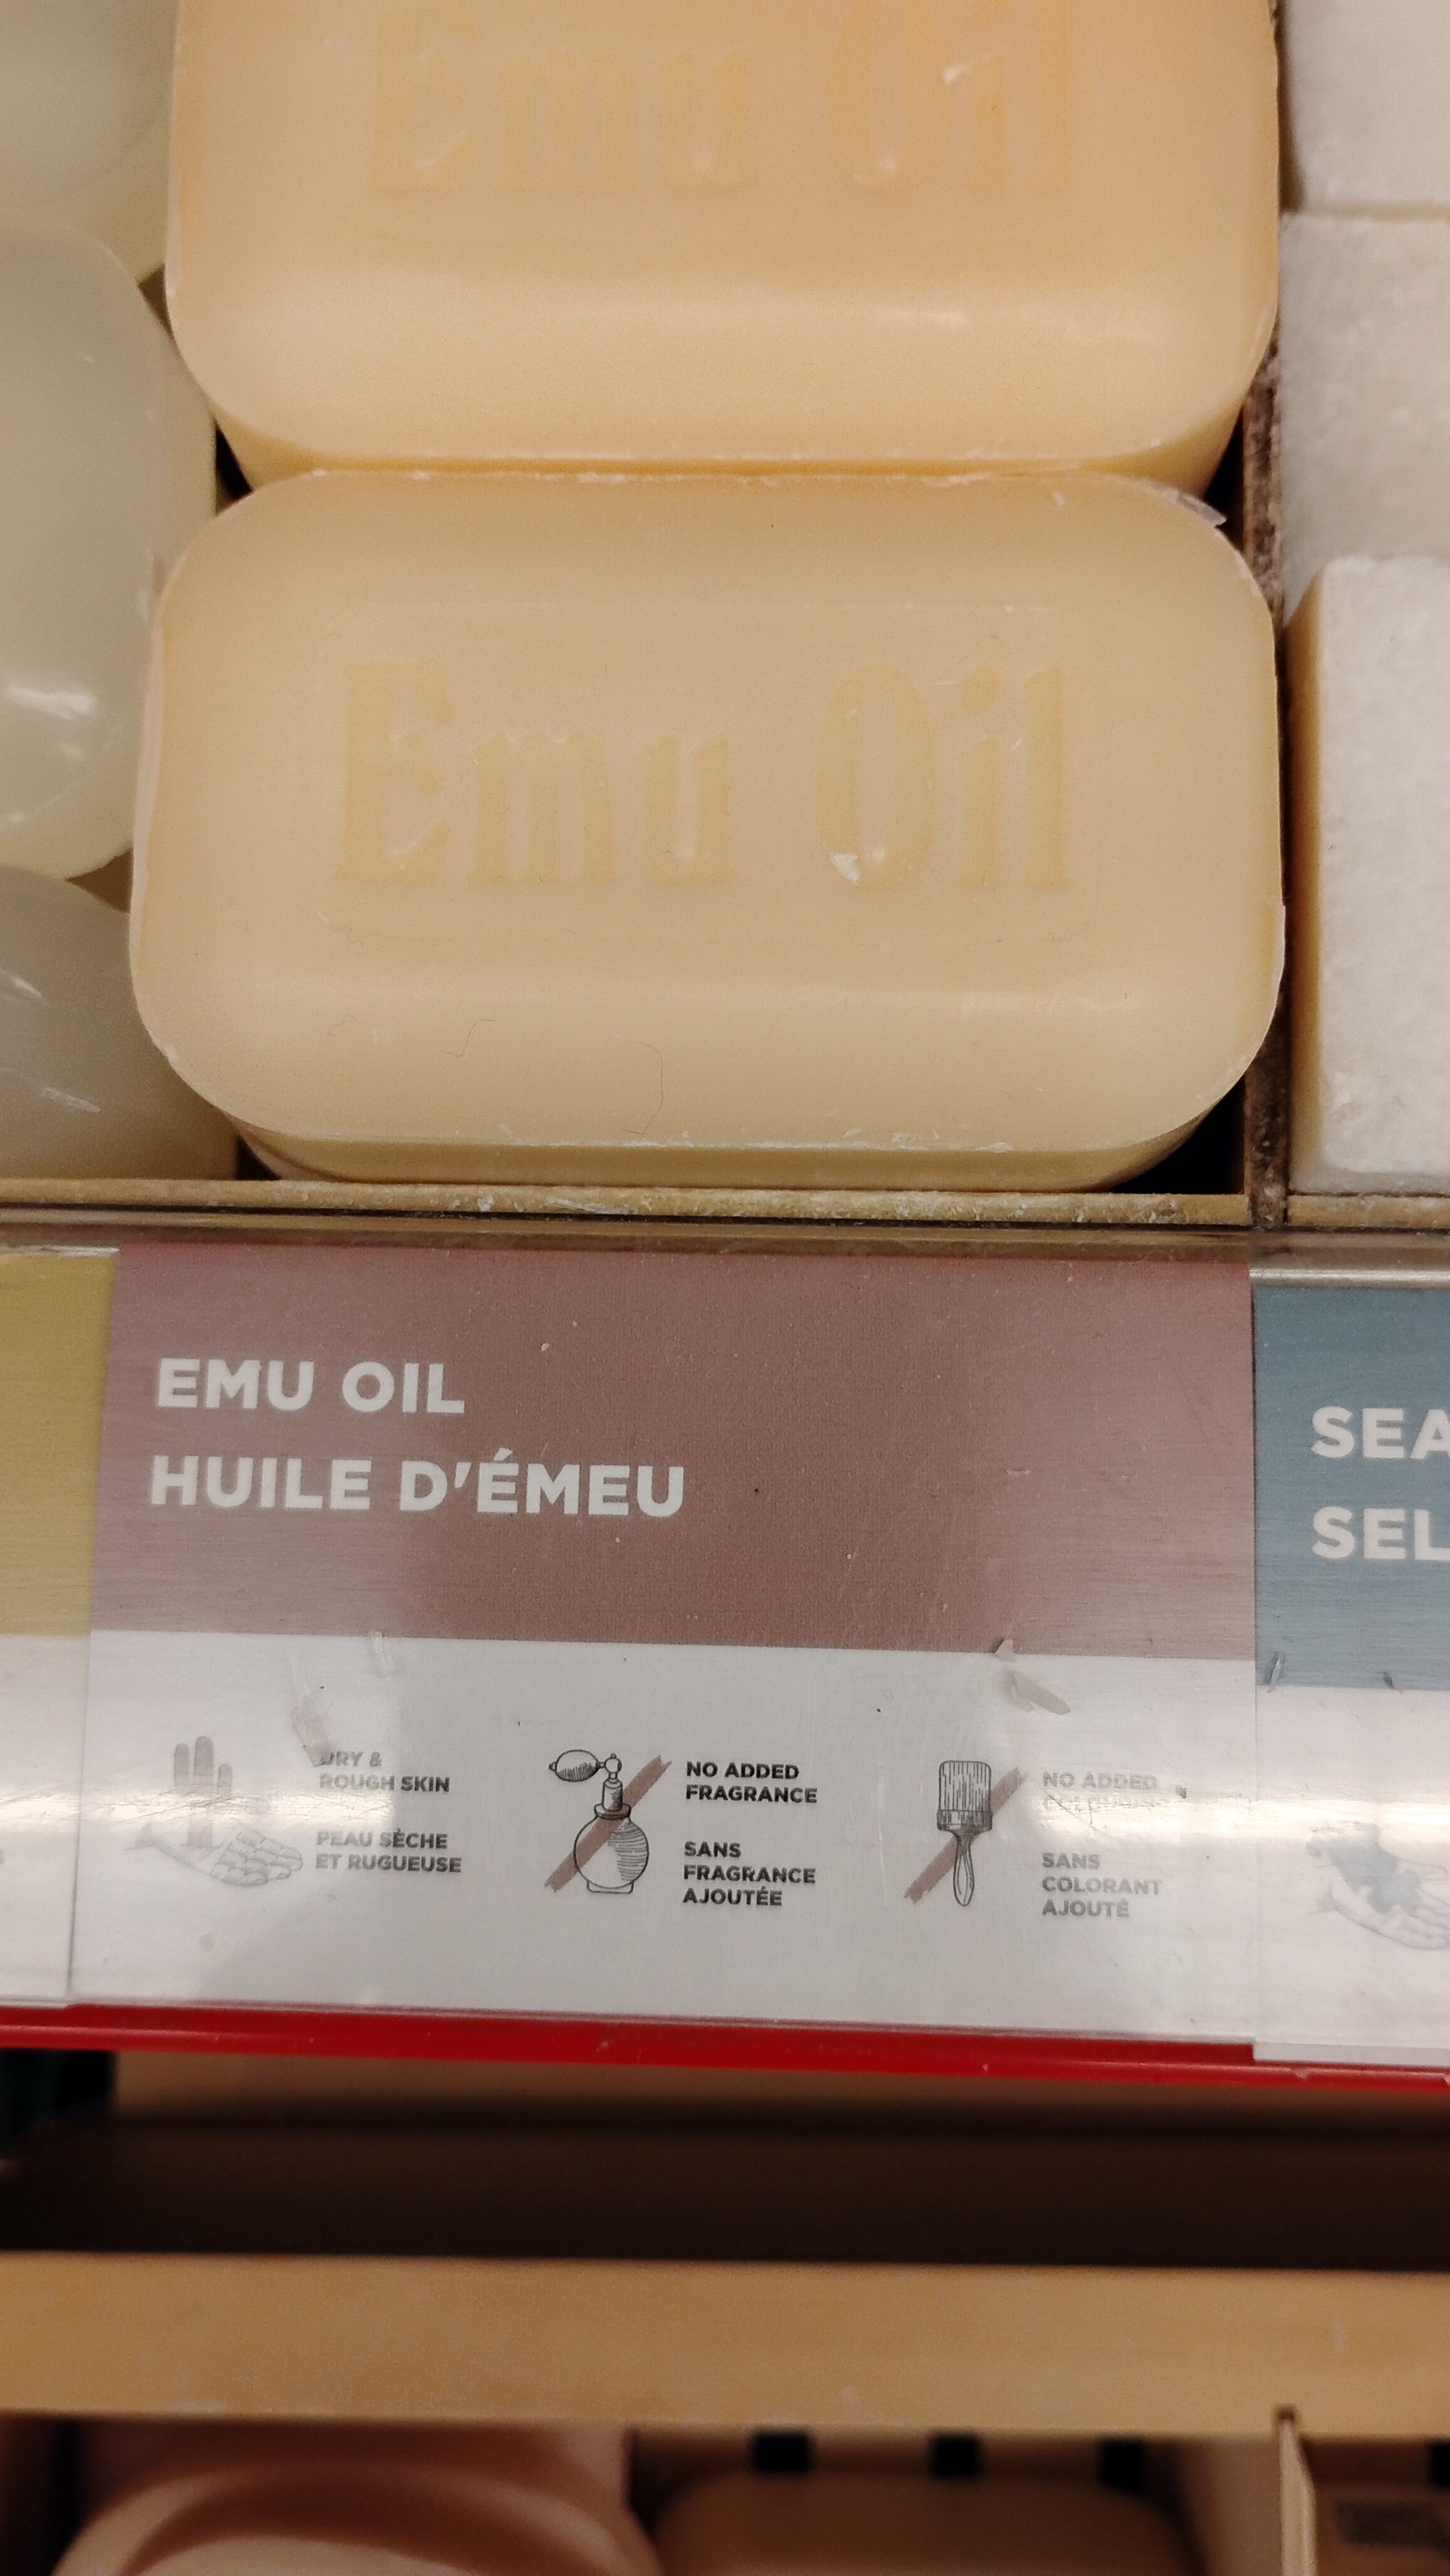 Emu Oil
Emu Oil
EMU OIL
HUILE D'ÉMEU
SEA
SEL
DRY &
ROUGH SKIN
PEAU SÈCHE
ET RUGUEUSE
NO ADDED
FRAGRANCE
SANS
FRAGRANCE
AJOUTÉE
NO ADDED
SANS
COLORANT
AJOUTÉ